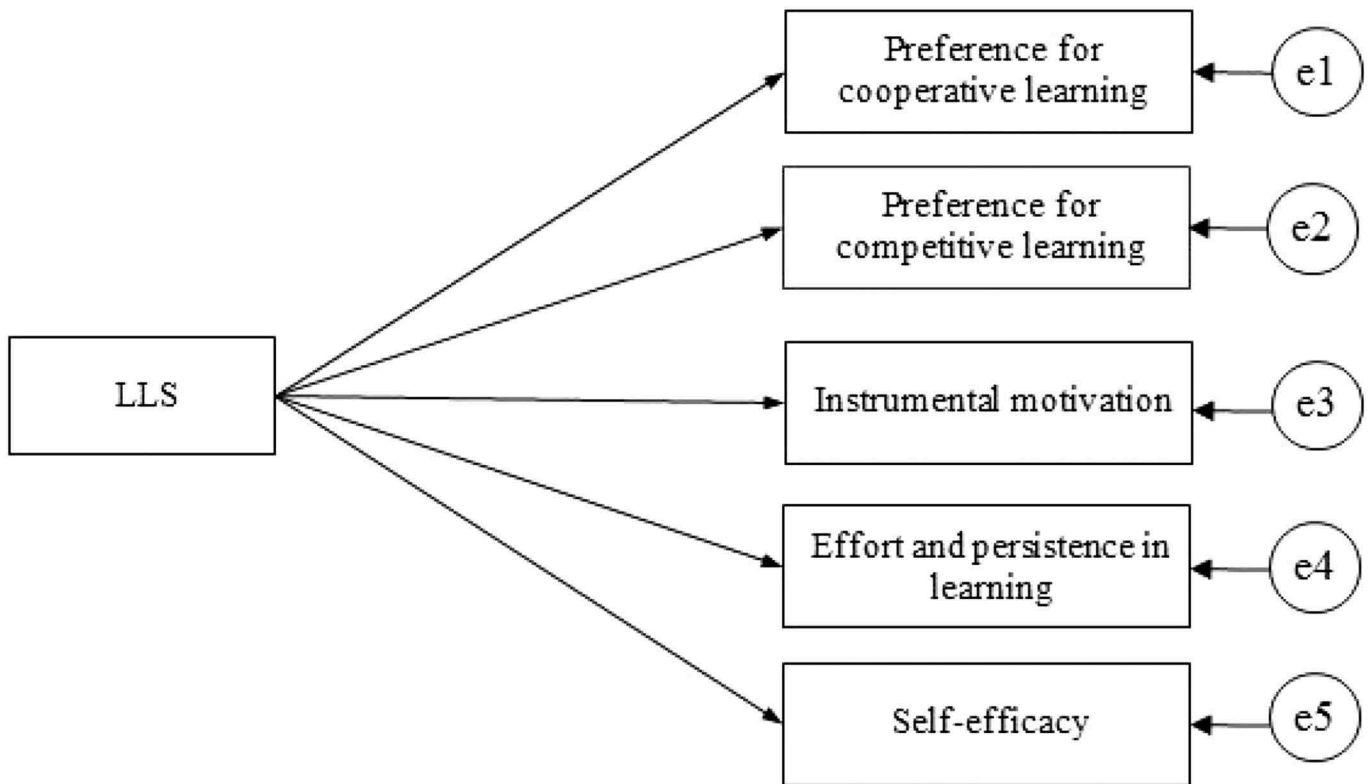 Preference for
cooperative learning
e1
Preference for
competitive learning
e2
LLS
Instrumental motivation
e3
Effort and persistence in
learning
e4
Self-efficacy
e5